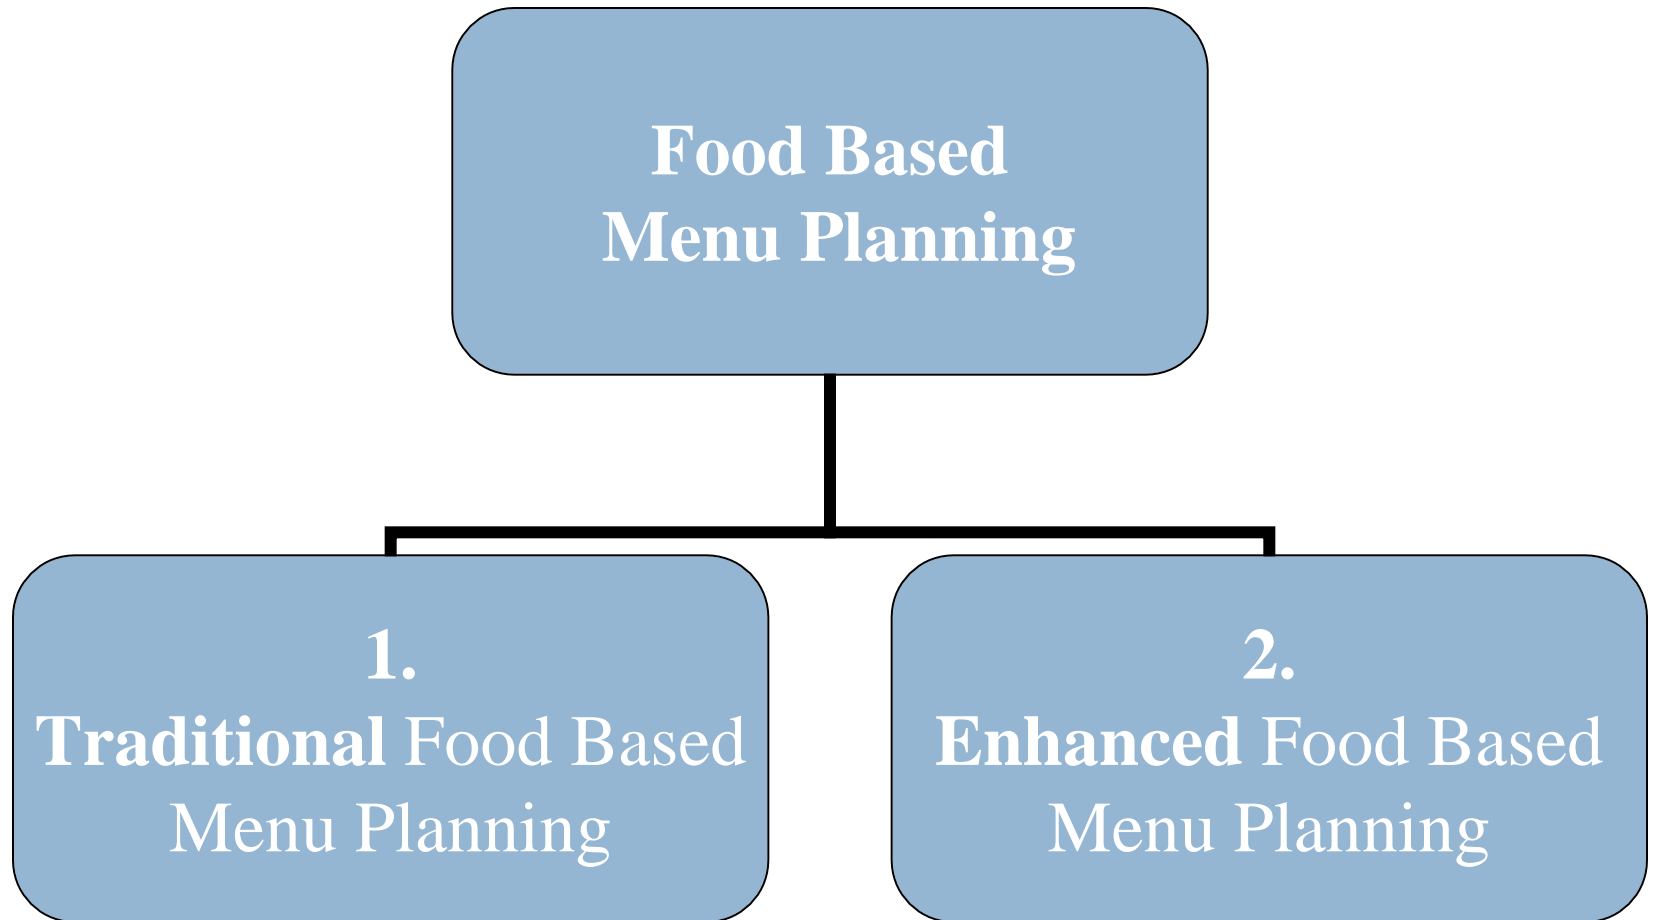 Food Based
Menu Planning
1.
Traditional Food Based
Menu Planning
2.
Enhanced Food Based
Menu Planning